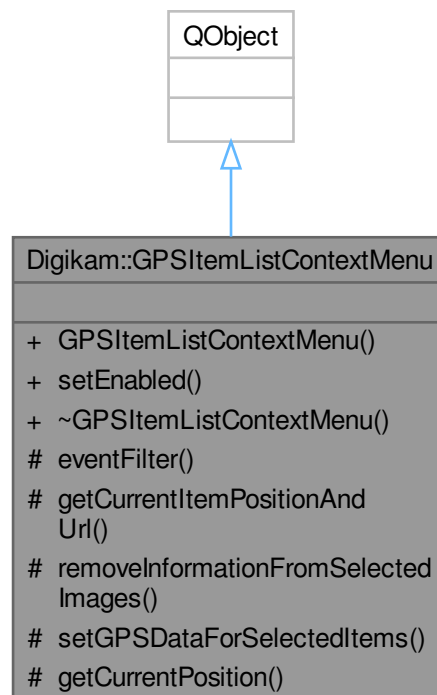 QObject
Digikam::GPSItemListContextMenu
+ GPSItemListContextMenu()
+ setEnabled()
+ ~GPSItemListContextMenu()
# eventFilter()
# getCurrentItemPositionAnd
Url()
# removeInformationFromSelected
Images()
# setGPSDataForSelectedItems()
# getCurrentPosition()